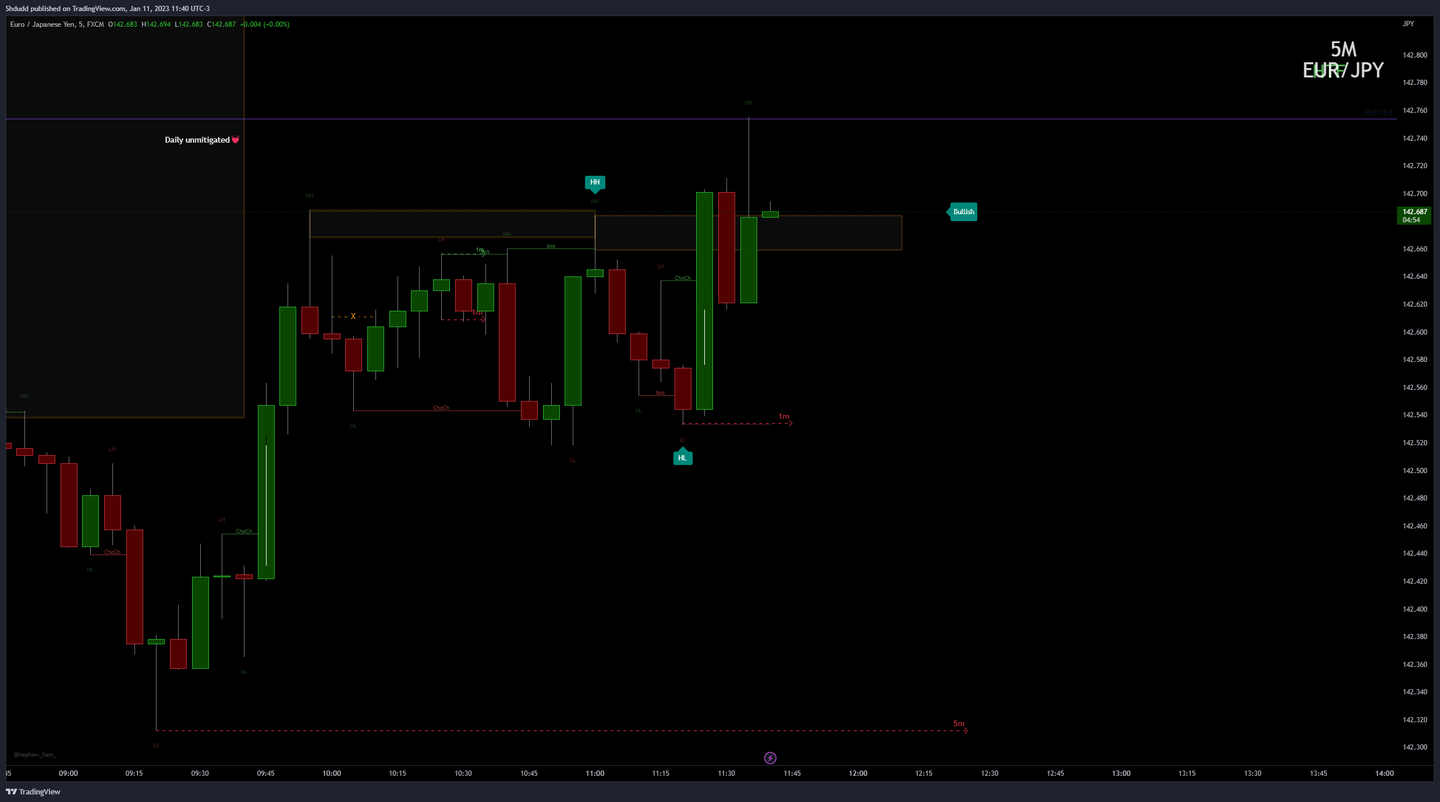 Shdudd published on TradingView.com, Jan 11, 2023 11:40 UTC-3
Euro / Japanese Yen, 5, FXCM O142.683 H142.694 L142.683 C142.687 +0.004 (+0.005)
JPY
5M
EUR/JPY
142.800
142.780
142.760
142.740
142.720
142.700
142.687
04:54
142.660
142.640
142.620
142.600
142.580
142.560
142.540
142.520
142.500
142.480
142.460
142.440
142.420
142.400
142.380
142.360
142.340
142.320
142.300
HH
Daily unmitigated
HH
HH
HH
Bullish
LH
HH
1m
bos
bos
LH
ChoCh
X
1m
HH
ChoCh
HL
bos
HL
1m
LL
HL
LL
LH
LH
ChoCh
ChoCh
HL
HL
5m
LL
@Nephew_Sam_
09:00
09:15
09:30
09:45
10:00
10:15
10:30
10:45
11:00
11:15
11:30
11:45
12:00
12:15
12:30
12:45
13:00
13:15
13:30
13:45
14:00
TradingView